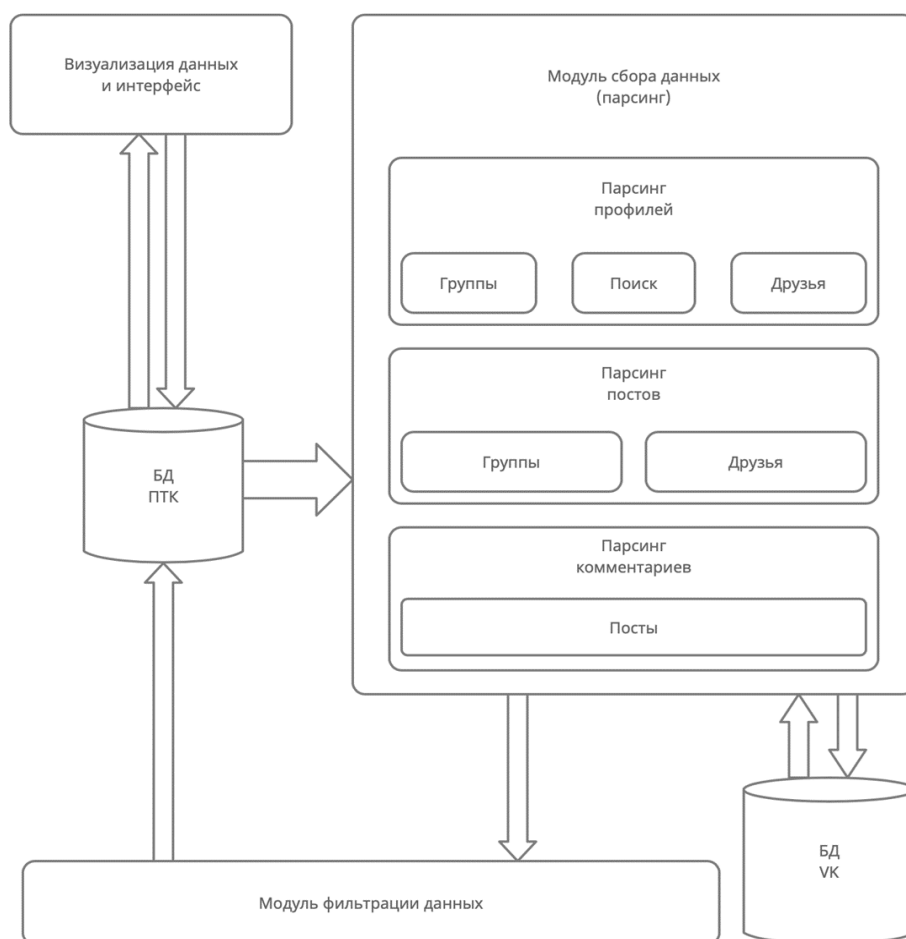 Визуализация данных
и интерфейс
Модуль сбора данных
(парсинг)
Парсинг
профилей
Группы
Поиск
Друзья
Парсинг
постов
Группы
Друзья
БД
ПТК
Парсинг
комментариев
Посты
БД
VK
Модуль фильтрации данных